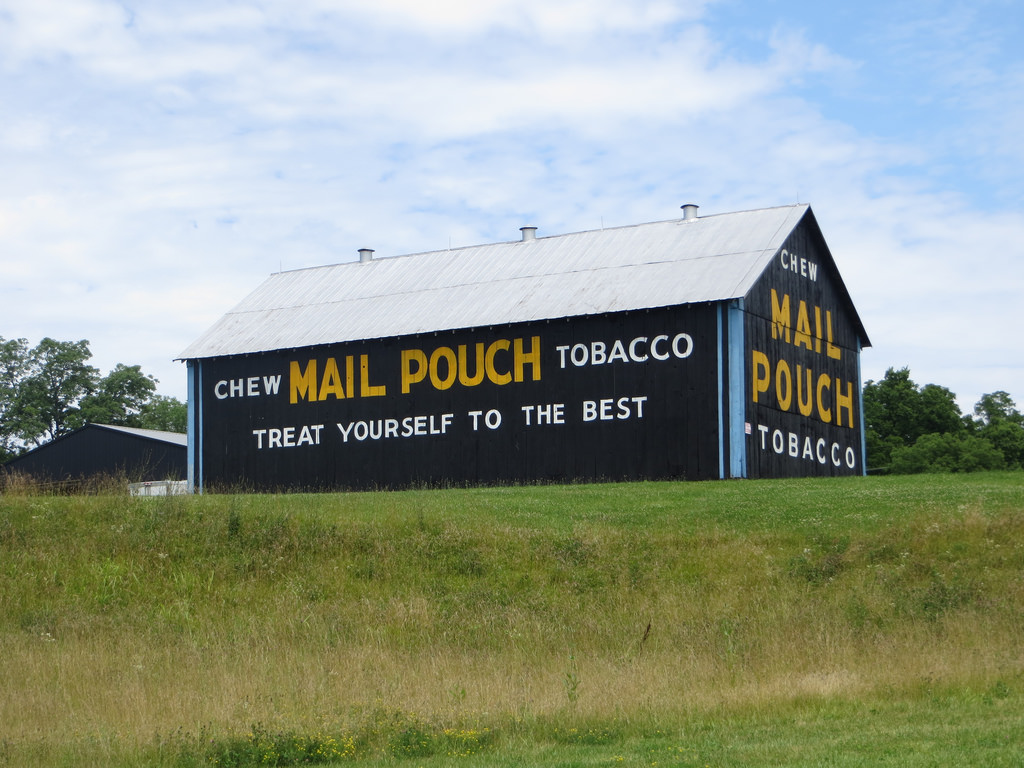 CHEW MAIL POUCH TOBACCO
TREAT YOURSELF TO THE BEST
CHEW
MAIL
POUCH
TOBACCO